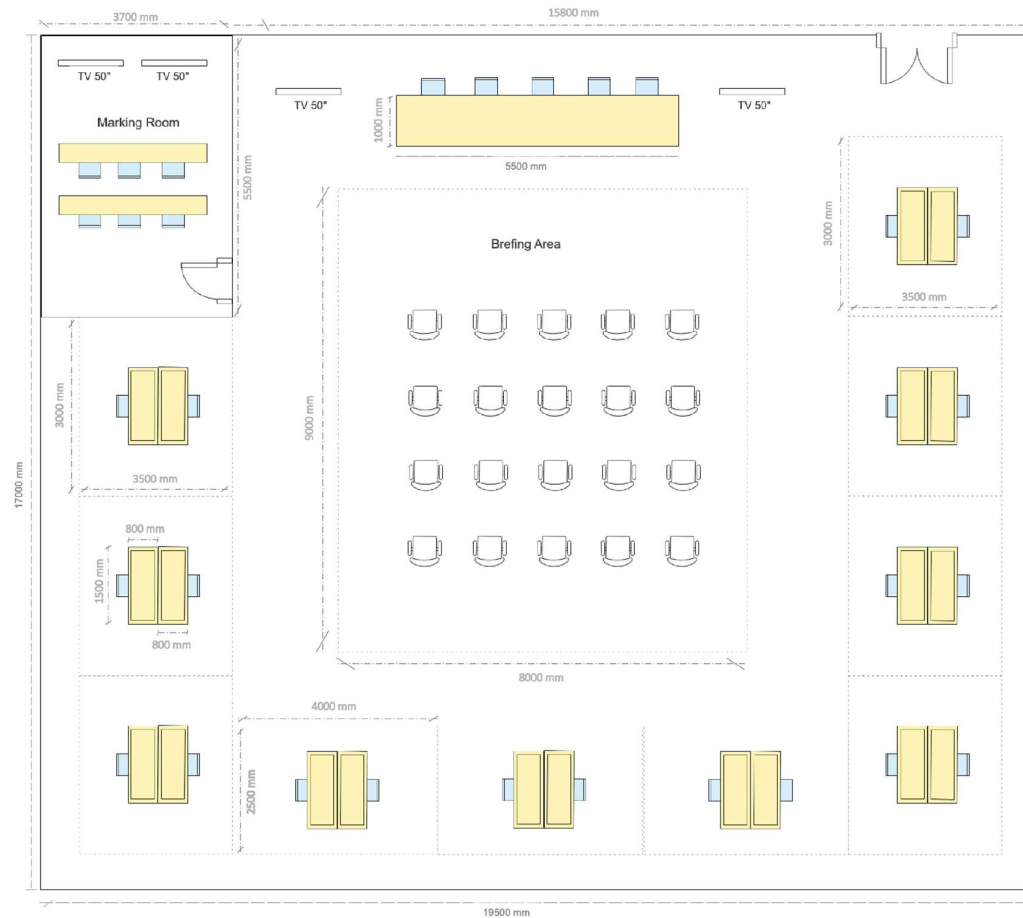 3700 mm
15800 mm
TV 50"
TV 50"
TV 50"
TV 50"
Marking Room
1000 mm
5500 mm
5500 mm
3000 mm
Brefing Area
3500 mm
3000 mm
9000 mm
3500 mm
17000 mm
800 mm
1500 mm
800 mm
8000 mm
4000 mm
2500 mm
19500 mm